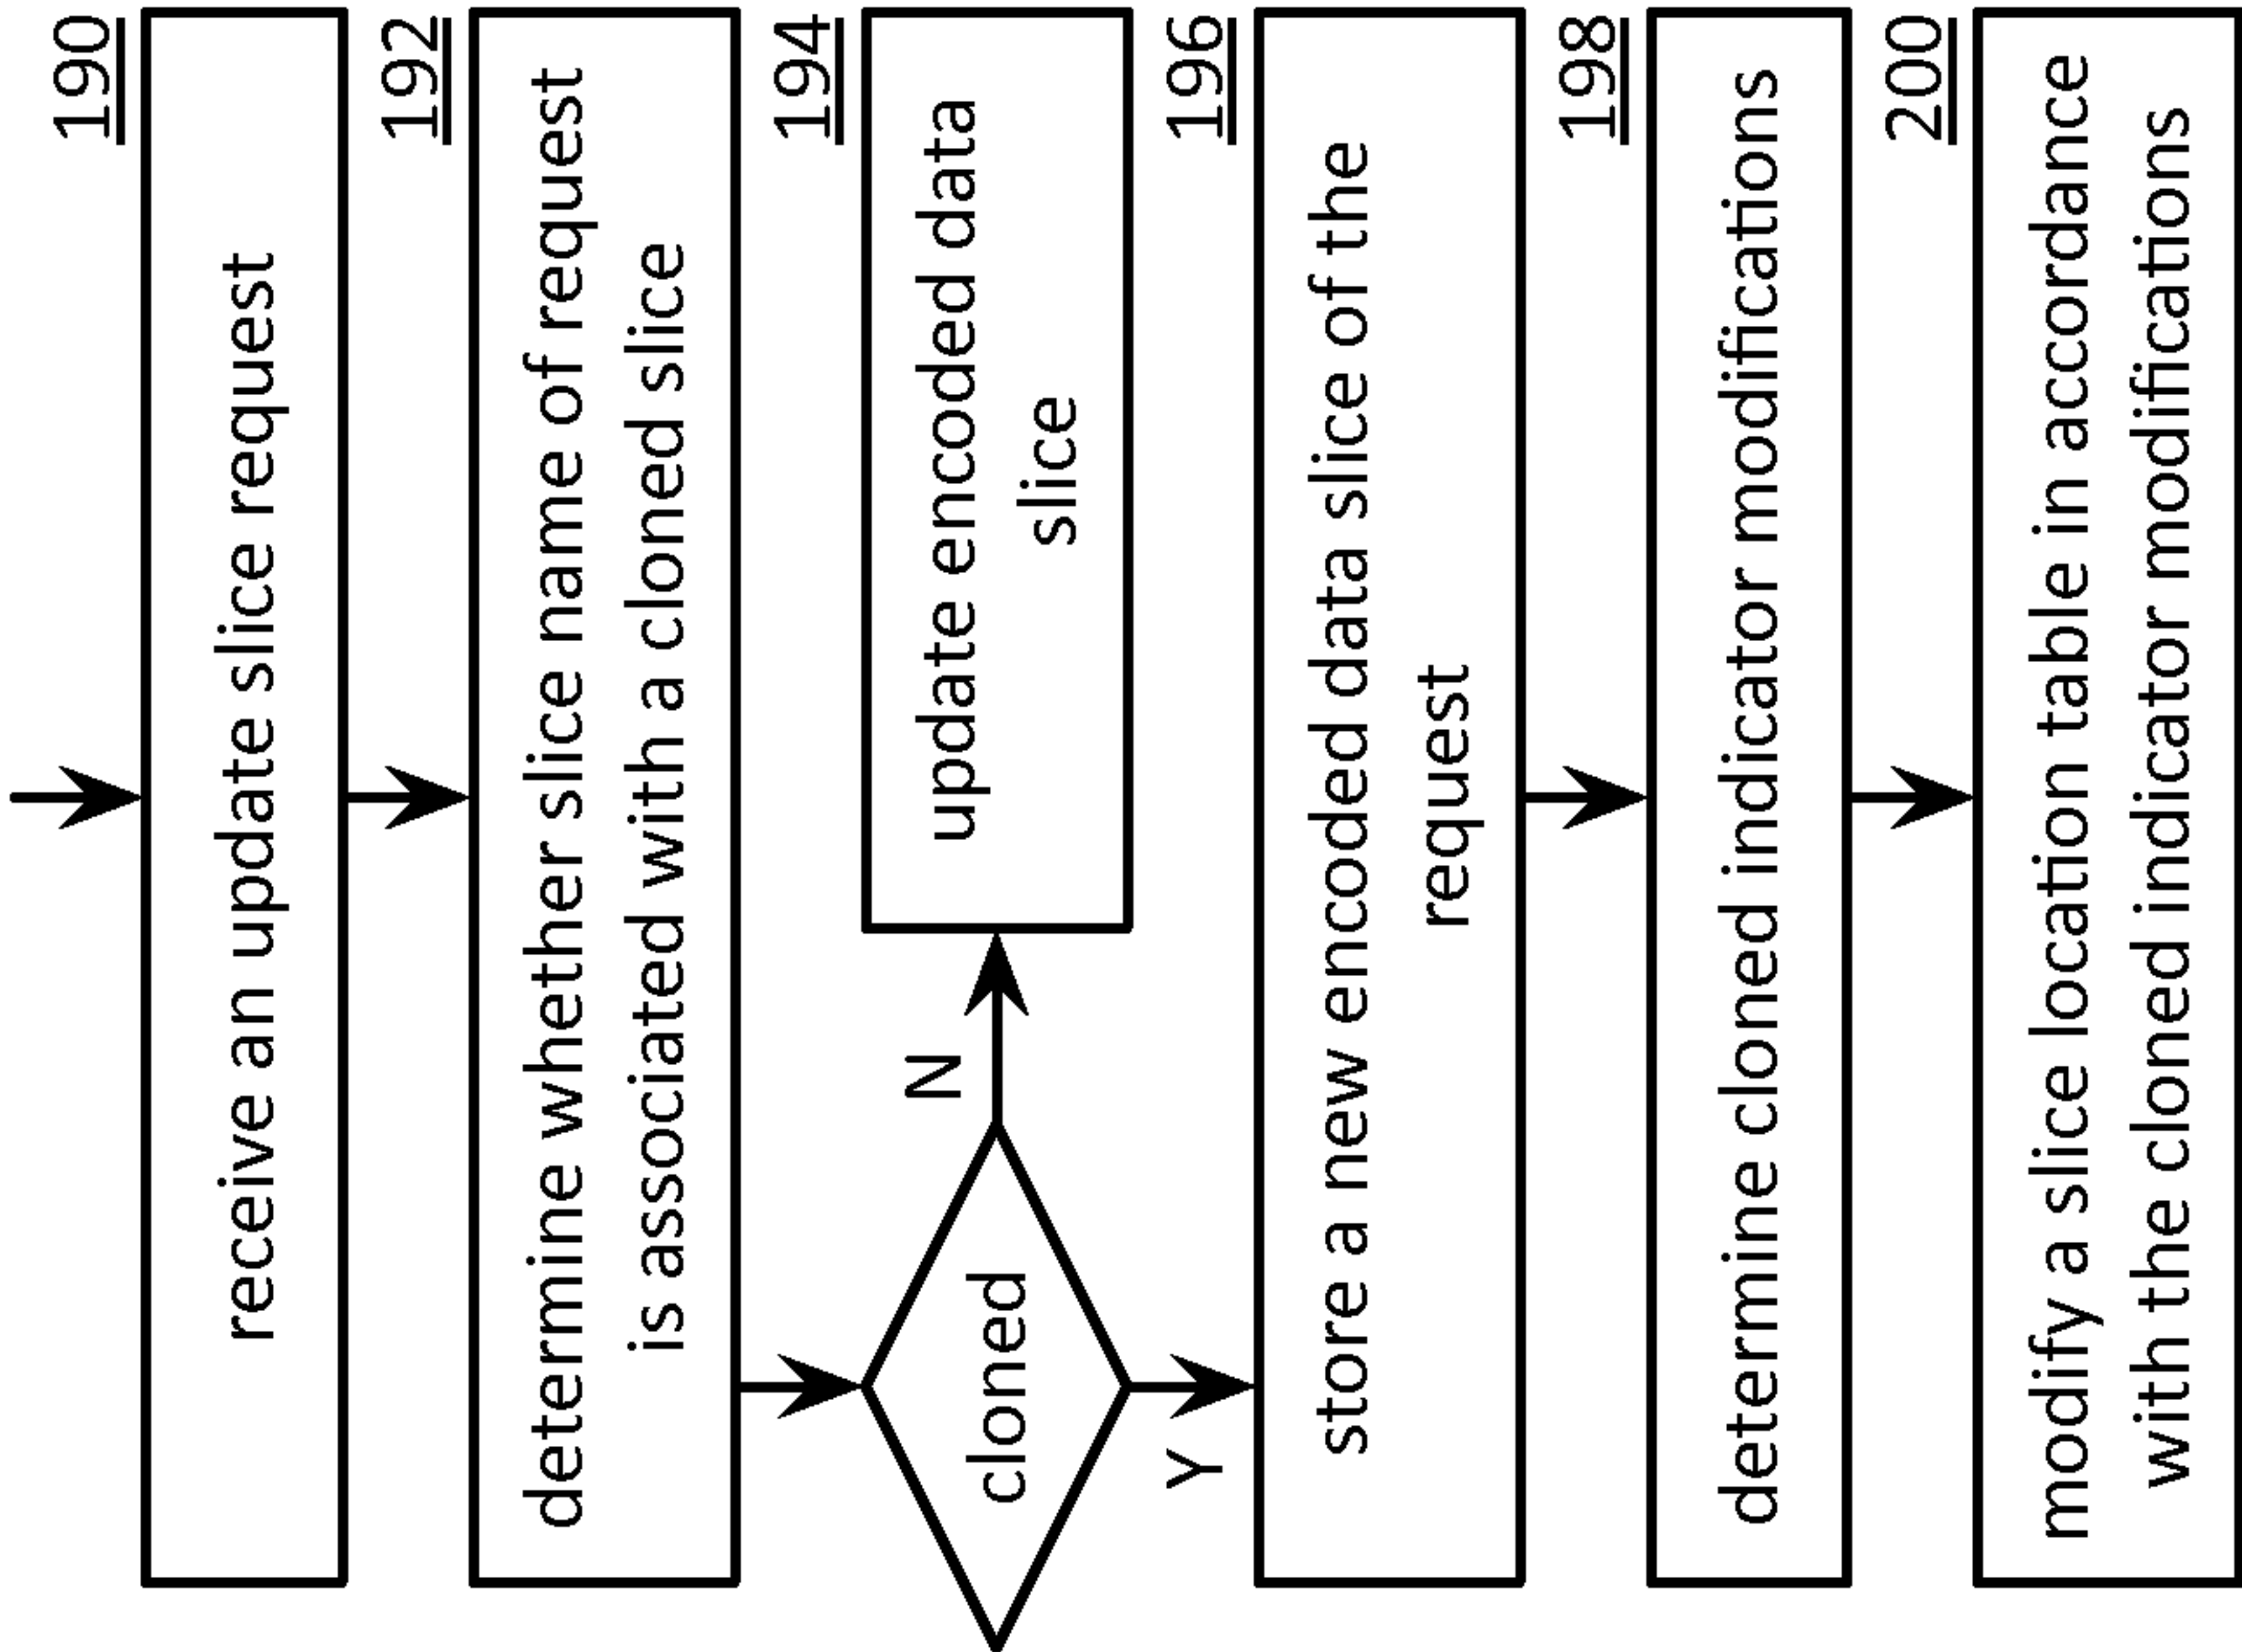 190
receive an update slice request
192
determine whether slice name of request
is associated with a cloned slice
194
cloned
N
update encoded data
slice
Y
196
store a new encoded data slice of the
request
198
determine cloned indicator modifications
200
modify a slice location table in accordance
with the cloned indicator modifications